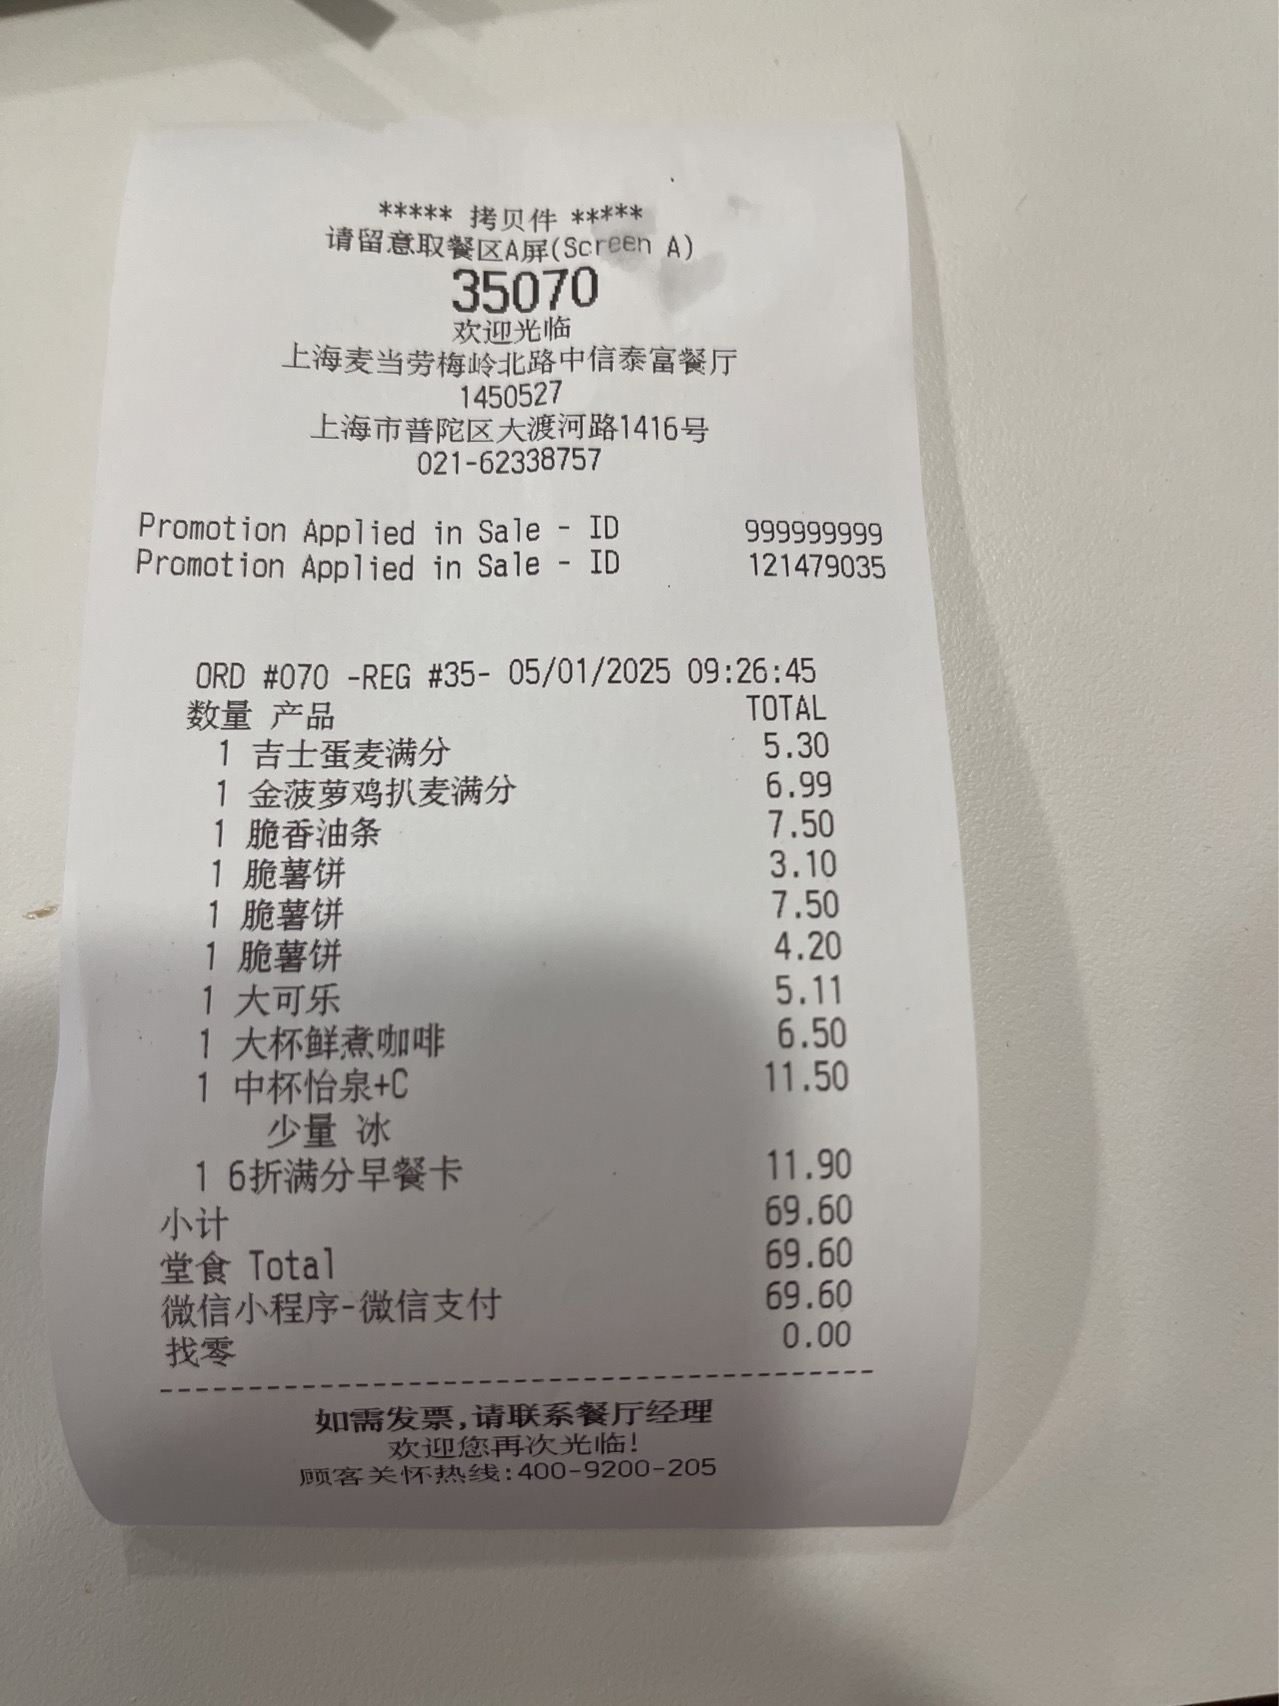 ***** 拷贝件 *****
请留意取餐区A屏(Screen A)
35070
欢迎光临
上海麦当劳梅岭北路中信泰富餐厅
1450527
上海市普陀区大渡河路1416号
021-62338757
Promotion Applied in Sale - ID 999999999
Promotion Applied in Sale - ID 121479035
ORD #070 -REG #35- 05/01/2025 09:26:45
数量 产品 TOTAL
1 吉士蛋麦满分 5.30
1 金菠萝鸡扒麦满分 6.99
1 脆香油条 7.50
1 脆薯饼 3.10
1 脆薯饼 7.50
1 脆薯饼 4.20
1 大可乐 5.11
1 大杯鲜煮咖啡 6.50
1 中杯怡泉+C 11.50
少量 冰
1 6折满分早餐卡 11.90
小计 69.60
堂食 Total 69.60
微信小程序-微信支付 69.60
找零 0.00
----------------------------------------
如需发票,请联系餐厅经理
欢迎您再次光临!
顾客关怀热线:400-9200-205